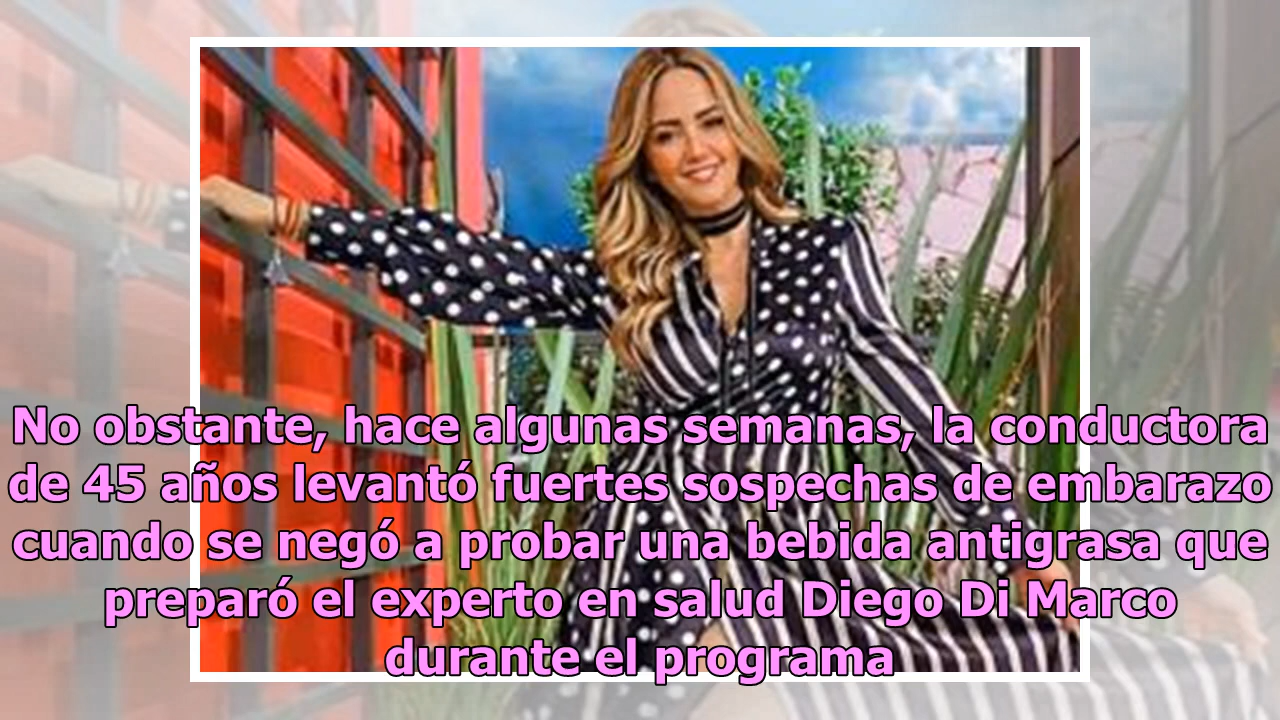 No obstante, hace algunas semanas, la conductora
de 45 años levantó fuertes sospechas de embarazo
cuando se negó a probar una bebida antigrasa que
preparó el experto en salud Diego Di Marco
durante el programa